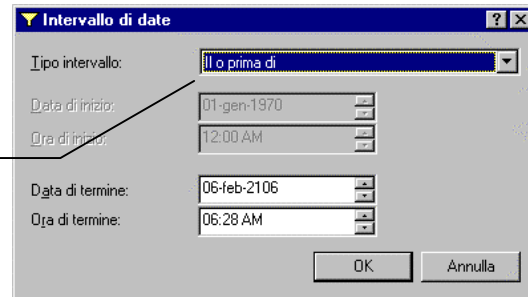 Intervallo di date
Tipo intervallo: Il o prima di
Data di inizio: 01-gen-1970
Ora di inizio: 12:00 AM
Data di termine: 06-feb-2106
Ora di termine: 06:28 AM
OK Annulla